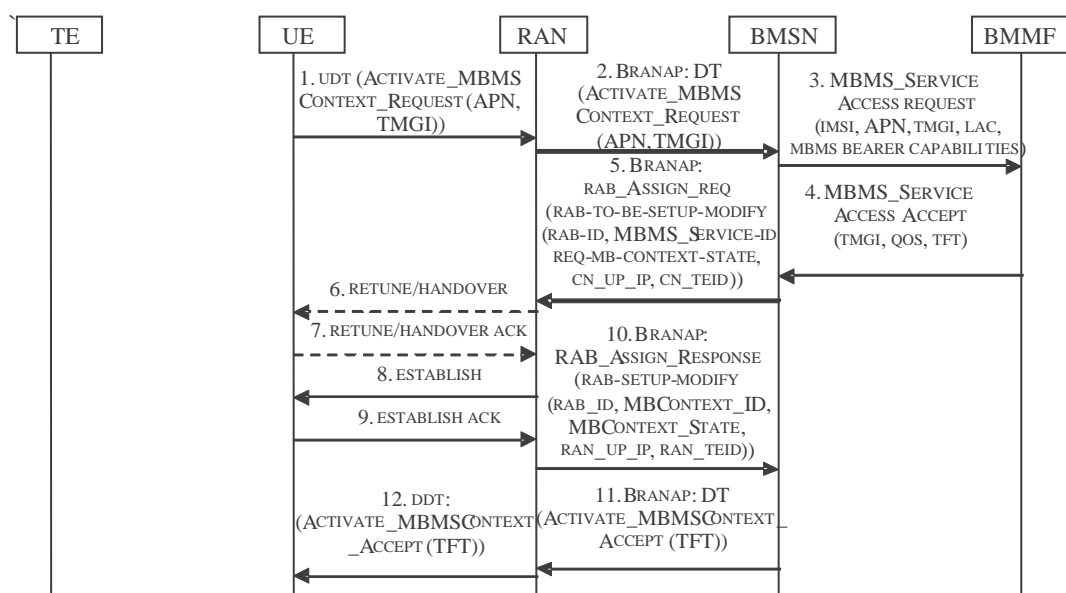 `
TE
UE
RAN
BMSN
BMMF
1. UDT (ACTIVATE_MBMS
CONTEXT_REQUEST (APN,
TMGI))
2. BRANAP: DT
(ACTIVATE_MBMS
CONTEXT_REQUEST
(APN,TMGI))
3. MBMS_SERVICE
ACCESS REQUEST
(IMSI, APN, TMGI, LAC,
MBMS BEARER CAPABILITIES)
4. MBMS_SERVICE
ACCESS ACCEPT
(TMGI, QOS, TFT)
5. BRANAP:
RAB_ASSIGN_REQ
(RAB-TO-BE-SETUP-MODIFY
(RAB-ID, MBMS_SERVICE-ID
REQ-MB-CONTEXT-STATE,
CN_UP_IP, CN_TEID))
6. RETUNE/HANDOVER
7. RETUNE/HANDOVER ACK
8. ESTABLISH
9. ESTABLISH ACK
10. BRANAP:
RAB_ASSIGN_RESPONSE
(RAB-SETUP-MODIFY
(RAB_ID, MBCONTEXT_ID,
MBCONTEXT_STATE,
RAN_UP_IP, RAN_TEID))
11. BRANAP: DT
(ACTIVATE_MBMSCONTEXT_
ACCEPT (TFT))
12. DDT:
(ACTIVATE_MBMSCONTEXT
_ACCEPT (TFT))